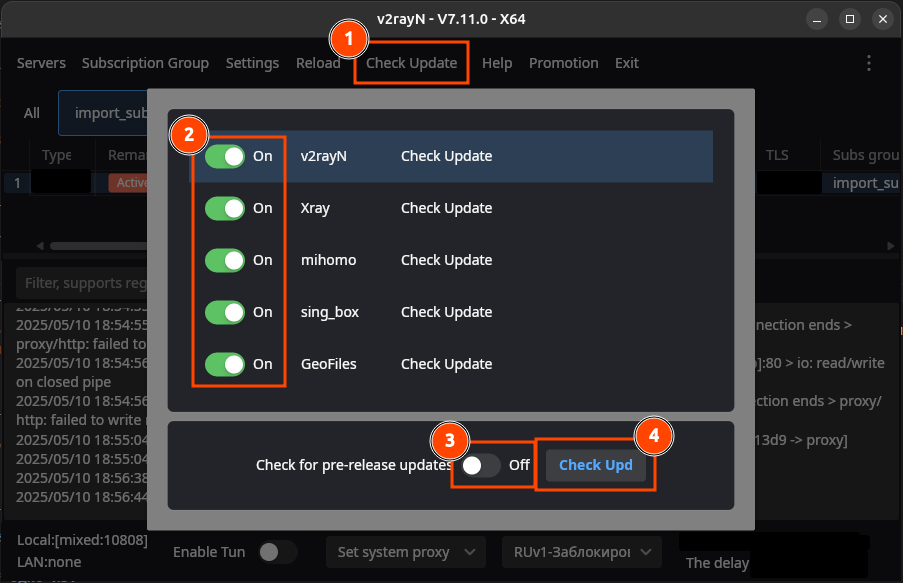 v2rayN - V7.11.0 - X64
1
Servers Subscription Group Settings Reload Check Update Help Promotion Exit
All import_sub
2
Type Remar TLS Subs grou
1 Active import_su
On v2rayN Check Update
On Xray Check Update
On mihomo Check Update
On sing_box Check Update
On GeoFiles Check Update
Filter, supports reg
2025/05/10 18:54:55
2025/05/10 18:54:55 nection ends >
proxy/http: failed to
2025/05/10 18:54:56 ]:80 > io: read/write
on closed pipe
2025/05/10 18:54:56 ction ends > proxy/
http: failed to write
2025/05/10 18:55:04 13d9 -> proxy]
2025/05/10 18:55:04
2025/05/10 18:56:38
2025/05/10 18:56:44
3
4
Check for pre-release updates Off Check Upd
Local:[mixed:10808]
LAN:none
Enable Tun Set system proxy RUv1-Заблокиро
The delay